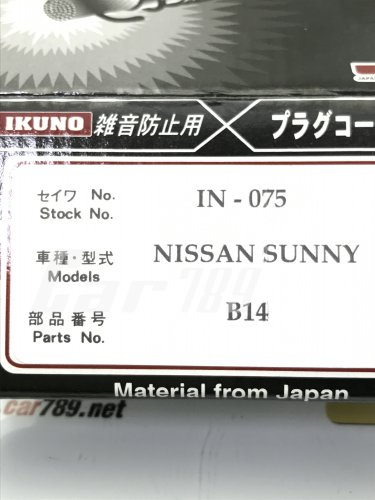 IKUNO 雑音防止用 プラグコー
セイワ No. IN - 075
Stock No.
車種・型式 NISSAN SUNNY
Models
部品番号 B14
Parts No.
Material from Japan
Car789
car789.net